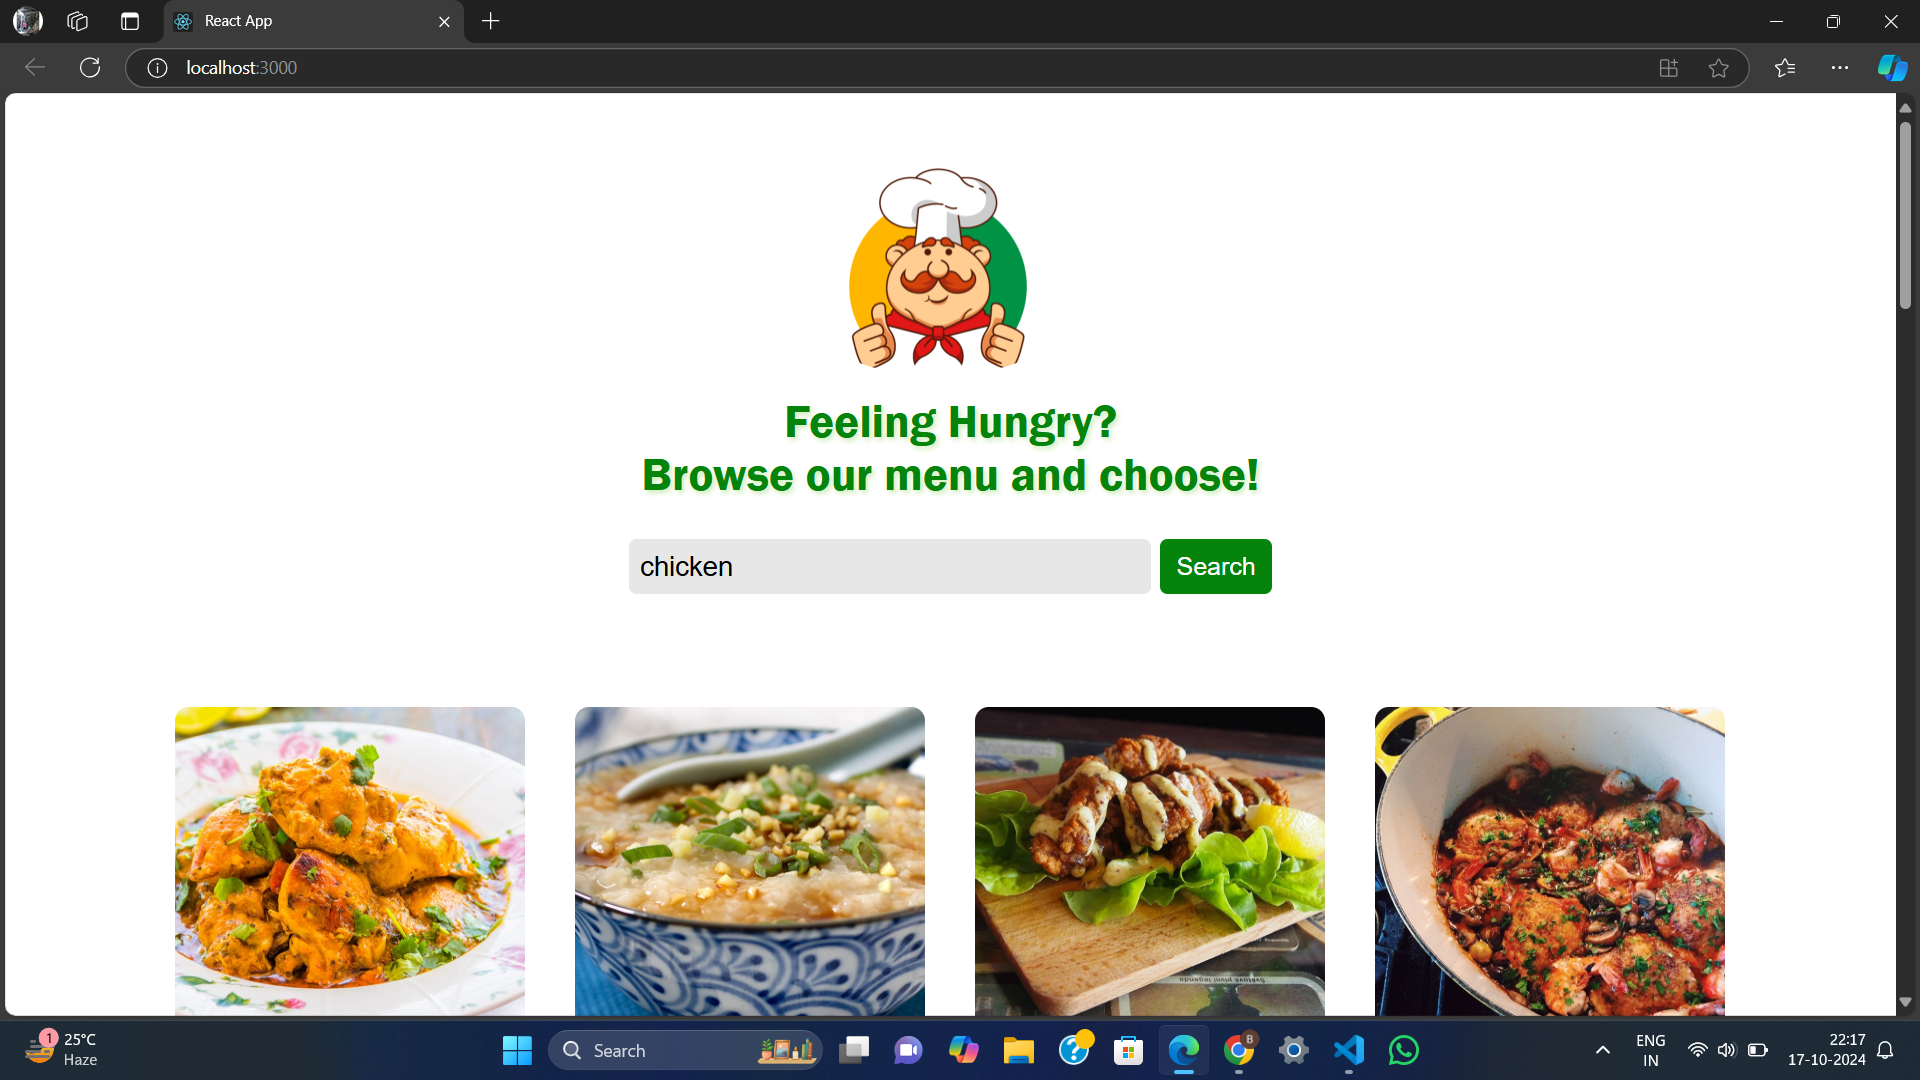 React App
localhost:3000
Feeling Hungry?
Browse our menu and choose!
chicken
Search
1
25°C
Haze
Search
B
ENG
IN
22:17
17-10-2024